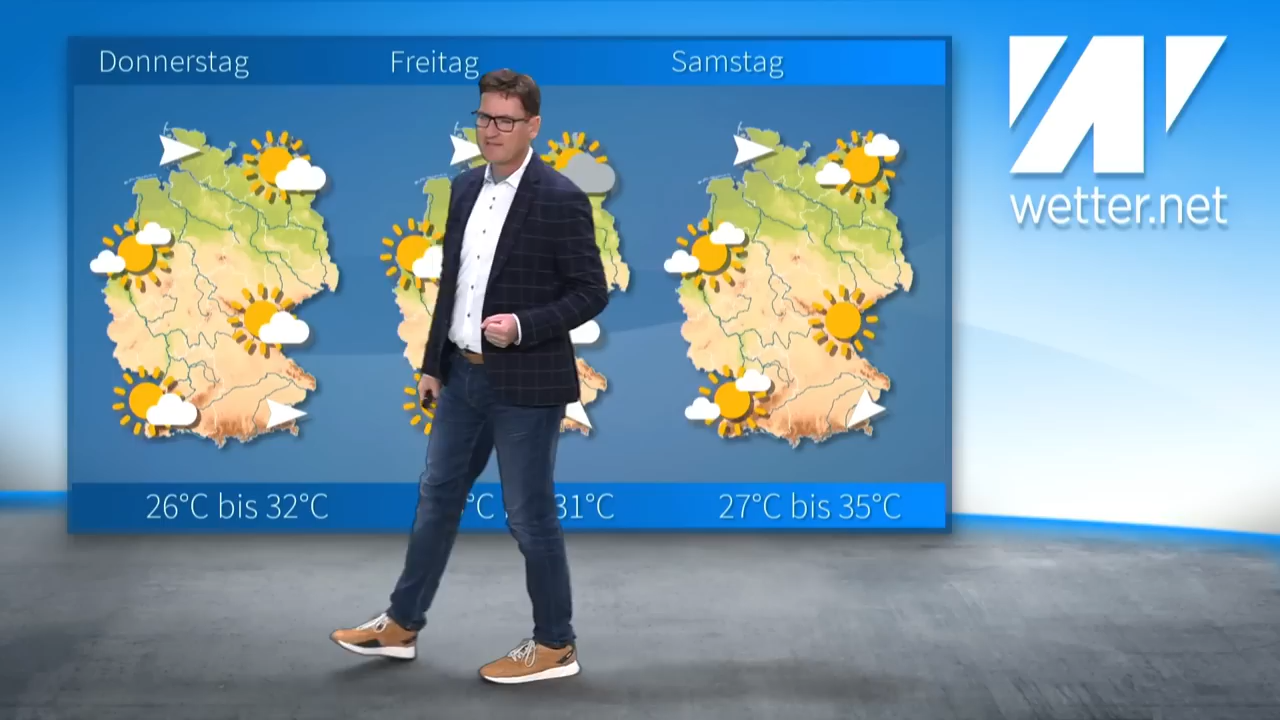 Donnerstag
Freitag
Samstag
wetter.net
26°C bis 32°C
31°C
27°C bis 35°C